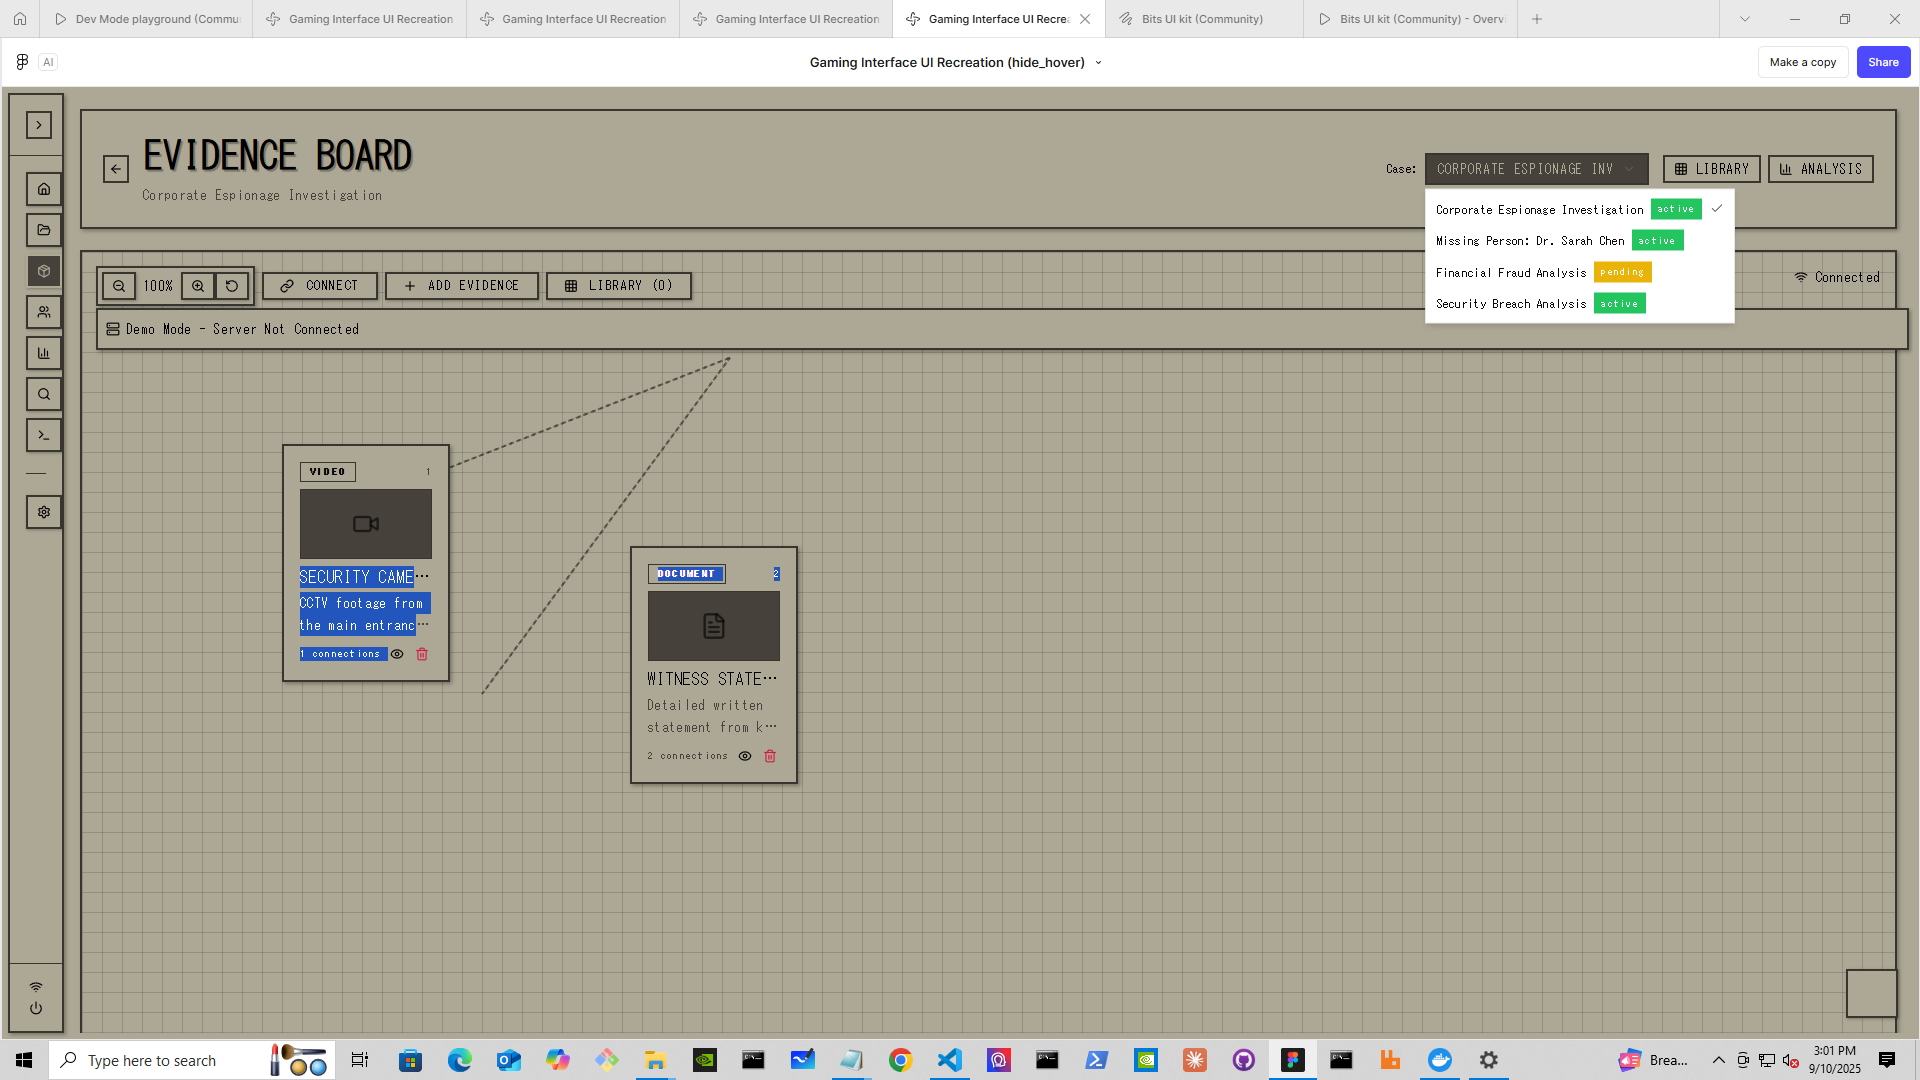 Dev Mode playground (Commu
Gaming Interface UI Recreation
Gaming Interface UI Recreation
Gaming Interface UI Recreation
Gaming Interface UI Recrea
Bits UI kit (Community)
Bits UI kit (Community) - Overv
AI
Gaming Interface UI Recreation (hide_hover)
Make a copy
Share
EVIDENCE BOARD
Corporate Espionage Investigation
Case:
CORPORATE ESPIONAGE INV
LIBRARY
ANALYSIS
Corporate Espionage Investigation active
Missing Person: Dr. Sarah Chen active
Financial Fraud Analysis pending
Security Breach Analysis active
100%
CONNECT
ADD EVIDENCE
LIBRARY (0)
Connected
Demo Mode - Server Not Connected
VIDEO 1
SECURITY CAME…
CCTV footage from
the main entranc…
1 connections
DOCUMENT 2
WITNESS STATE…
Detailed written
statement from k…
2 connections
Type here to search
Brea...
3:01 PM
9/10/2025